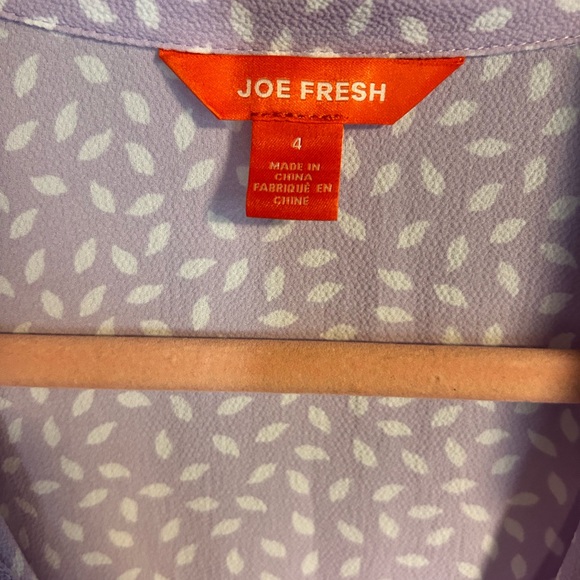 JOE FRESH
4
MADE IN
CHINA
FABRIQUÉ EN
CHINE